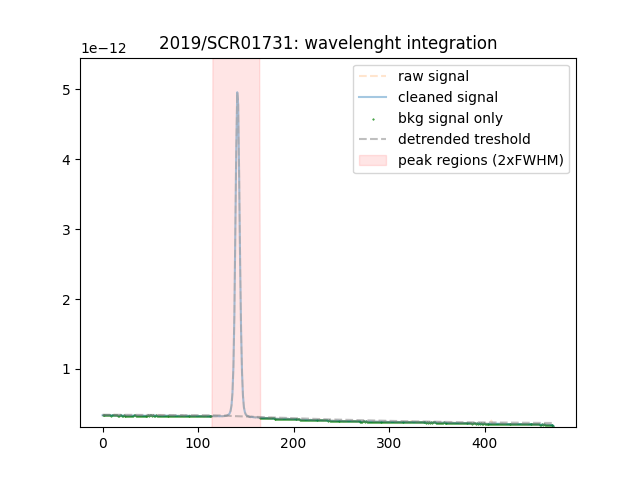 2019/SCR01731: wavelenght integration
1e−12
raw signal
cleaned signal
bkg signal only
detrended treshold
peak regions (2xFWHM)
5
4
3
2
1
0 100 200 300 400